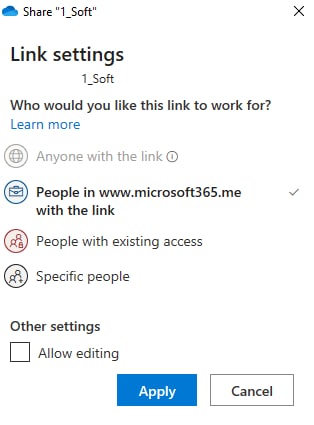 Share "1_Soft"
Link settings
1_Soft
Who would you like this link to work for?
Learn more
Anyone with the link
People in www.microsoft365.me
with the link
People with existing access
Specific people
Other settings
Allow editing
Apply
Cancel